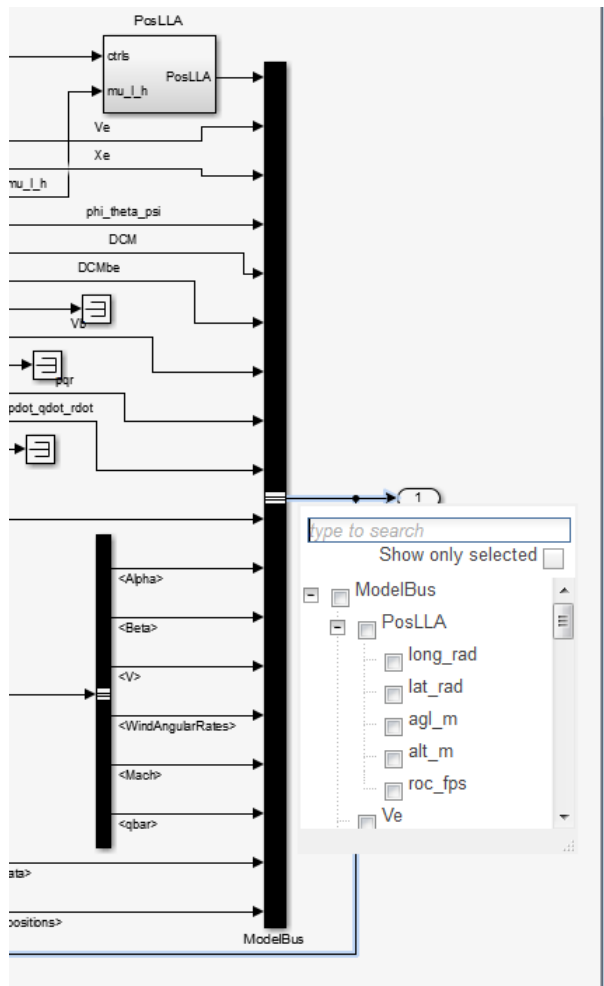 PosLLA
ctrls
PosLLA
mu_l_h
Ve
Xe
mu_l_h
phi_theta_psi
DCM
DCMbe
Vb
pqr
pdot_qdot_rdot
1
type to search
Show only selected
ModelBus
PosLLA
long_rad
lat_rad
agl_m
alt_m
roc_fps
Ve
<Alpha>
<Beta>
<V>
<WindAngularRates>
<Mach>
<qbar>
ata>
positions>
ModelBus